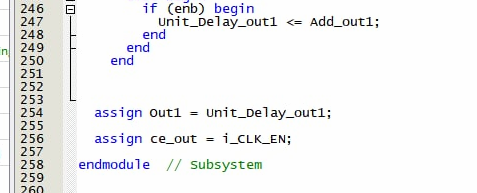 246 if (enb) begin
247 Unit_Delay_out1 <= Add_out1;
248 end
249 end
250 end
251
252
253
254 assign Out1 = Unit_Delay_out1;
255
256 assign ce_out = i_CLK_EN;
257
258 endmodule // Subsystem
259
260